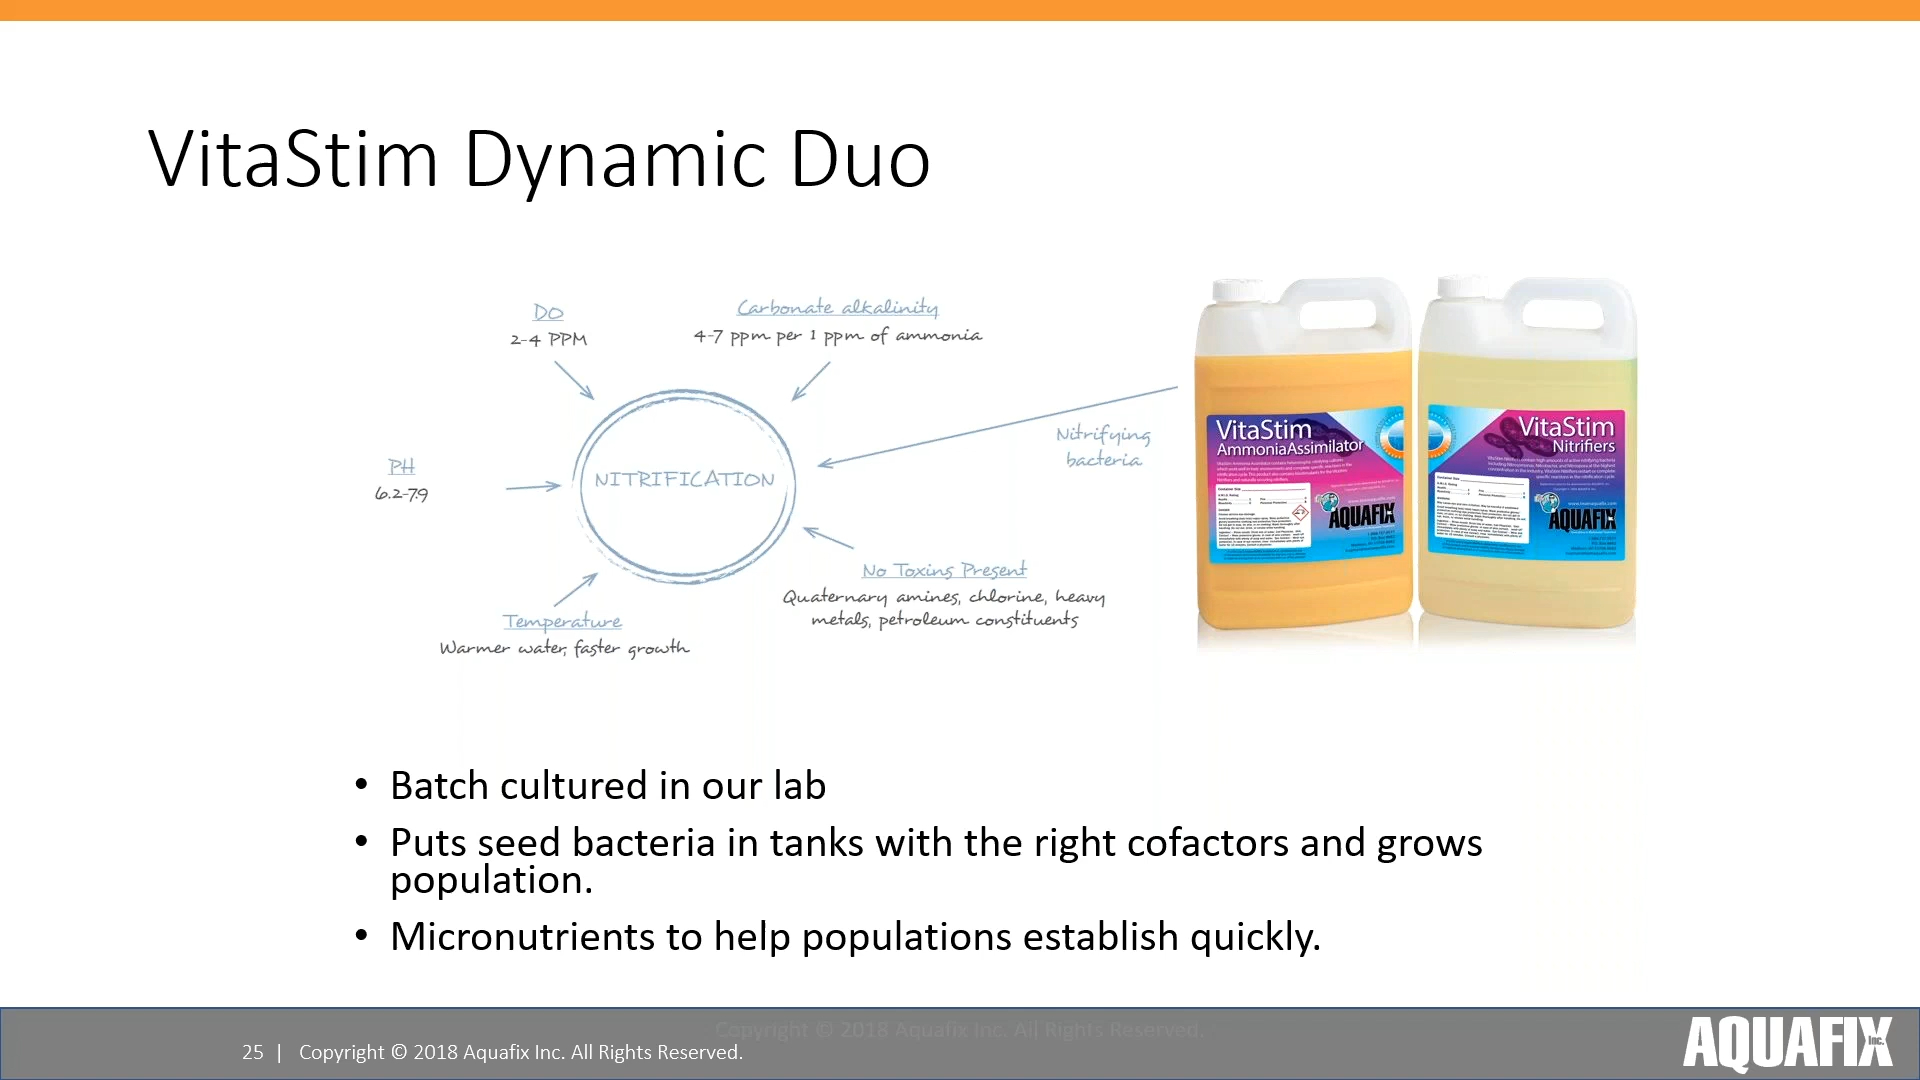 VitaStim Dynamic Duo
DO
2-4 PPM
Carbonate alkalinity
4-7 ppm per 1 ppm of ammonia
Nitrifying
bacteria
PH
6.2-7.9
NITRIFICATION
No Toxins Present
Quaternary amines, chlorine, heavy
metals, petroleum constituents
Temperature
Warmer water, faster growth
VitaStim
AmmoniaAssimilator
AQUAFIX
VitaStim
Nitrifiers
AQUAFIX
• Batch cultured in our lab
• Puts seed bacteria in tanks with the right cofactors and grows
population.
• Micronutrients to help populations establish quickly.
Copyright © 2018 Aquafix Inc. All Rights Reserved.
25 | Copyright © 2018 Aquafix Inc. All Rights Reserved.
AQUAFIX Inc.